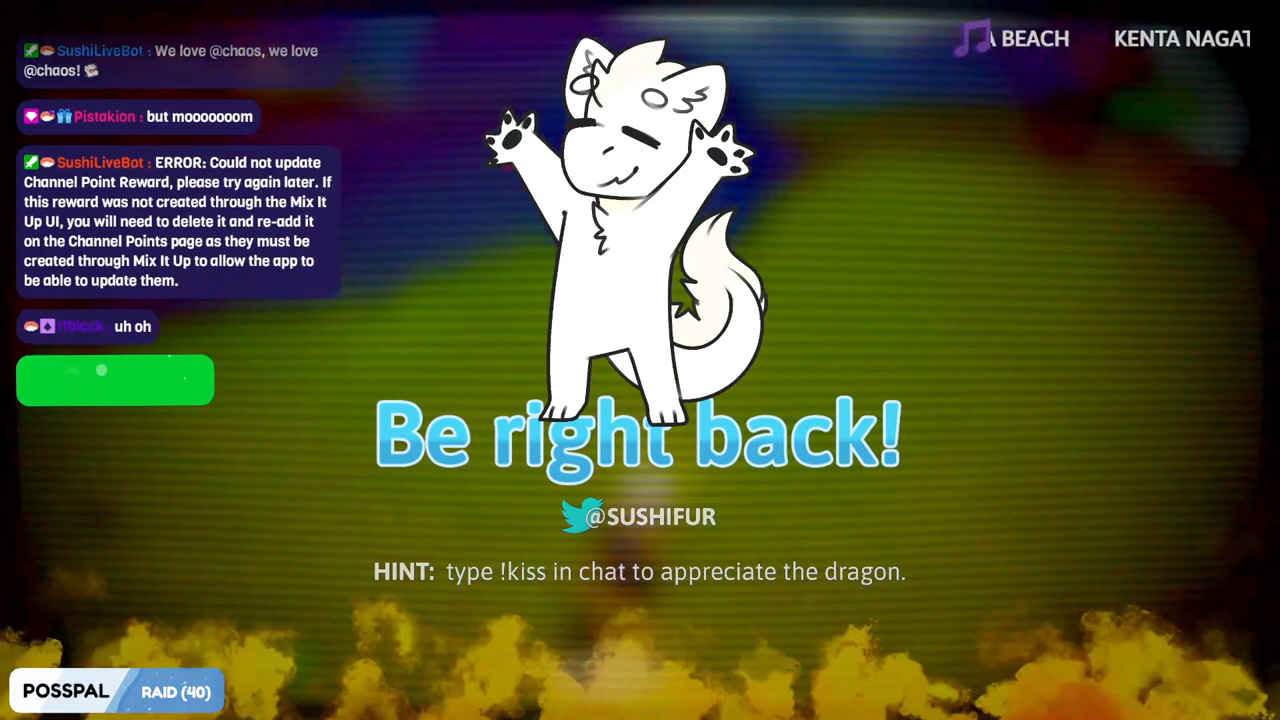 SushiLiveBot : We love @chaos, we love
@chaos!
Pistakion : but mooooooom
SushiLiveBot : ERROR: Could not update
Channel Point Reward, please try again later. If
this reward was not created through the Mix It
Up UI, you will need to delete it and re-add it
on the Channel Points page as they must be
created through Mix It Up to allow the app to
be able to update them.
uh oh
A BEACH KENTA NAGAT
Be right back!
@SUSHIFUR
HINT: type !kiss in chat to appreciate the dragon.
POSSPAL RAID (40)